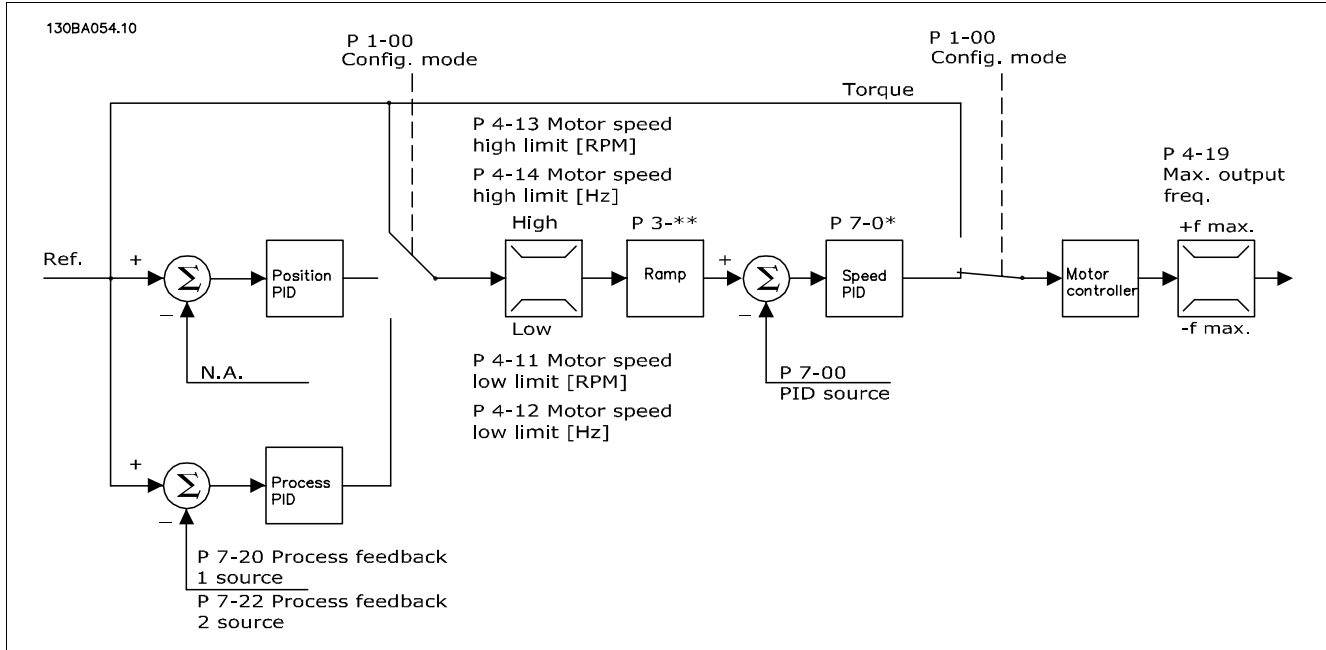 130BA054.10
P 1-00
Config. mode
P 1-00
Config. mode
Torque
P 4-13 Motor speed
high limit [RPM]
P 4-14 Motor speed
high limit [Hz]
P 4-19
Max. output
freq.
High
P 3-**
P 7-0*
+f max.
Ref.
+
Σ
Position
PID
Ramp
+
Σ
Speed
PID
Motor
controller
−
−
Low
-f max.
N.A.
P 4-11 Motor speed
low limit [RPM]
P 4-12 Motor speed
low limit [Hz]
P 7-00
PID source
+
Σ
Process
PID
−
P 7-20 Process feedback
1 source
P 7-22 Process feedback
2 source